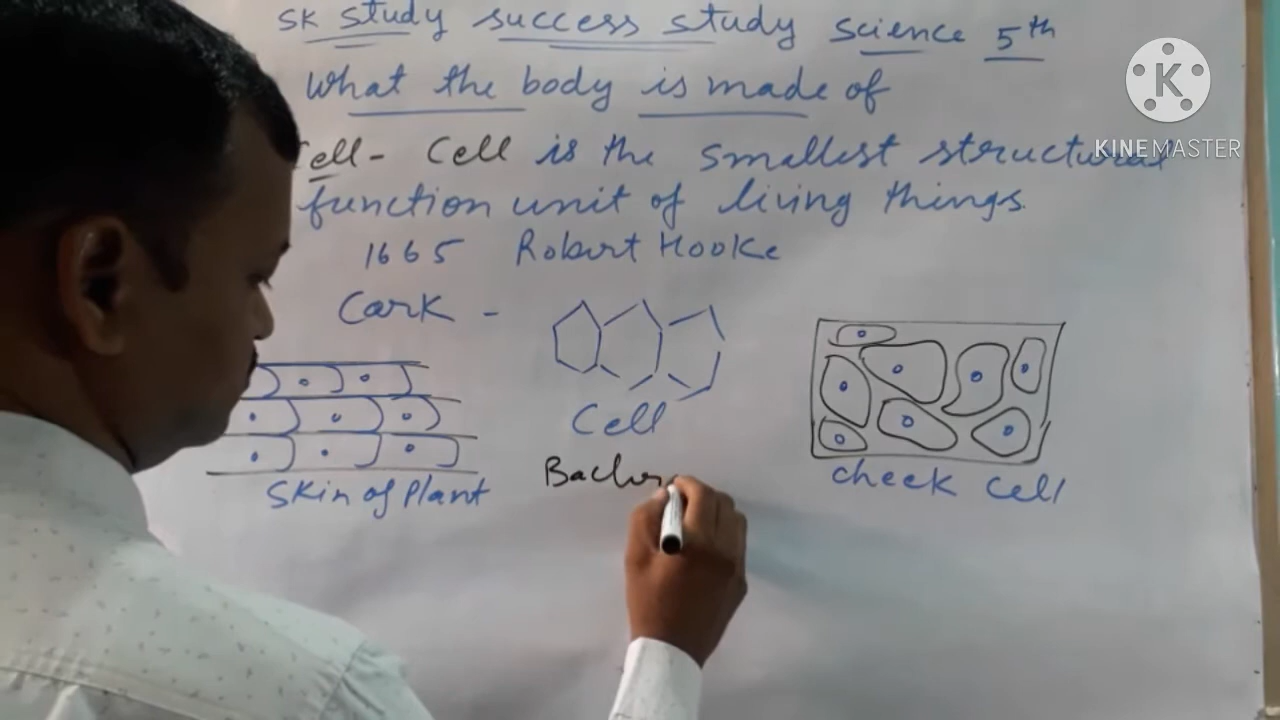 SK Study success study science 5th
What the body is made of
Cell - Cell is the smallest structural
function unit of living things.
1665 Robert Hooke
Cark -
Cell
Skin of Plant
cheek cell
K
KINEMASTER